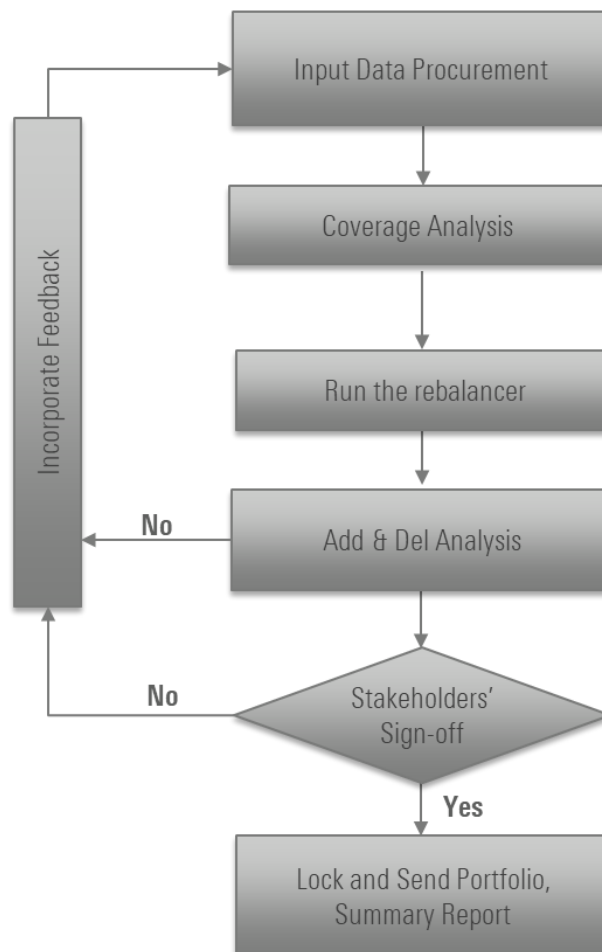 Input Data Procurement
Coverage Analysis
Incorporate Feedback
Run the rebalancer
No
Add & Del Analysis
No
Stakeholders’
Sign-off
Yes
Lock and Send Portfolio,
Summary Report